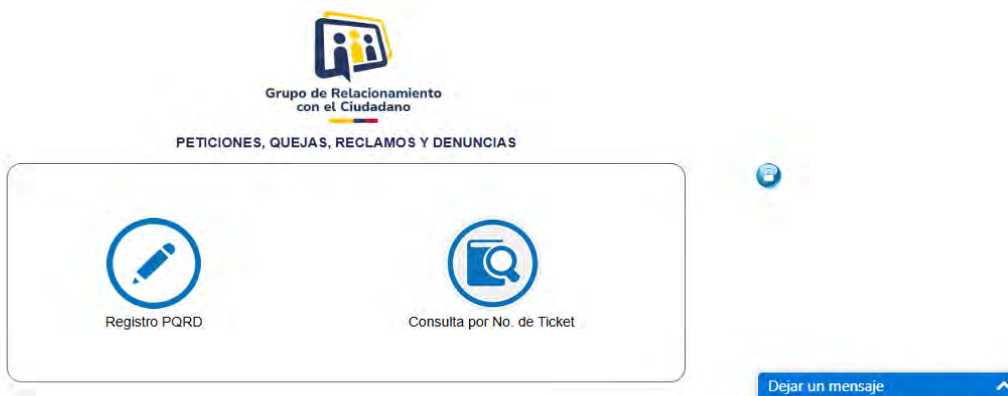 Grupo de Relacionamiento
con el Ciudadano
PETICIONES, QUEJAS, RECLAMOS Y DENUNCIAS
Registro PQRD
Consulta por No. de Ticket
Dejar un mensaje